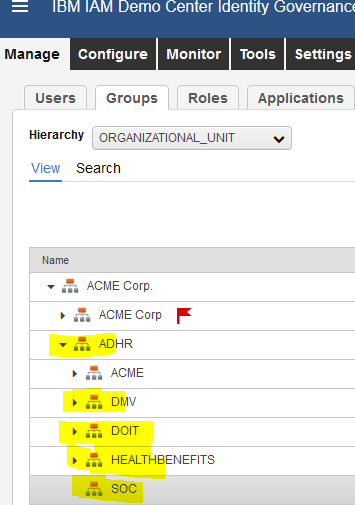 IBM IAM Demo Center Identity Governance
Manage Configure Monitor Tools Settings
Users Groups Roles Applications
Hierarchy ORGANIZATIONAL_UNIT
View Search
Name
ACME Corp.
ACME Corp
ADHR
ACME
DMV
DOIT
HEALTHBENEFITS
SOC